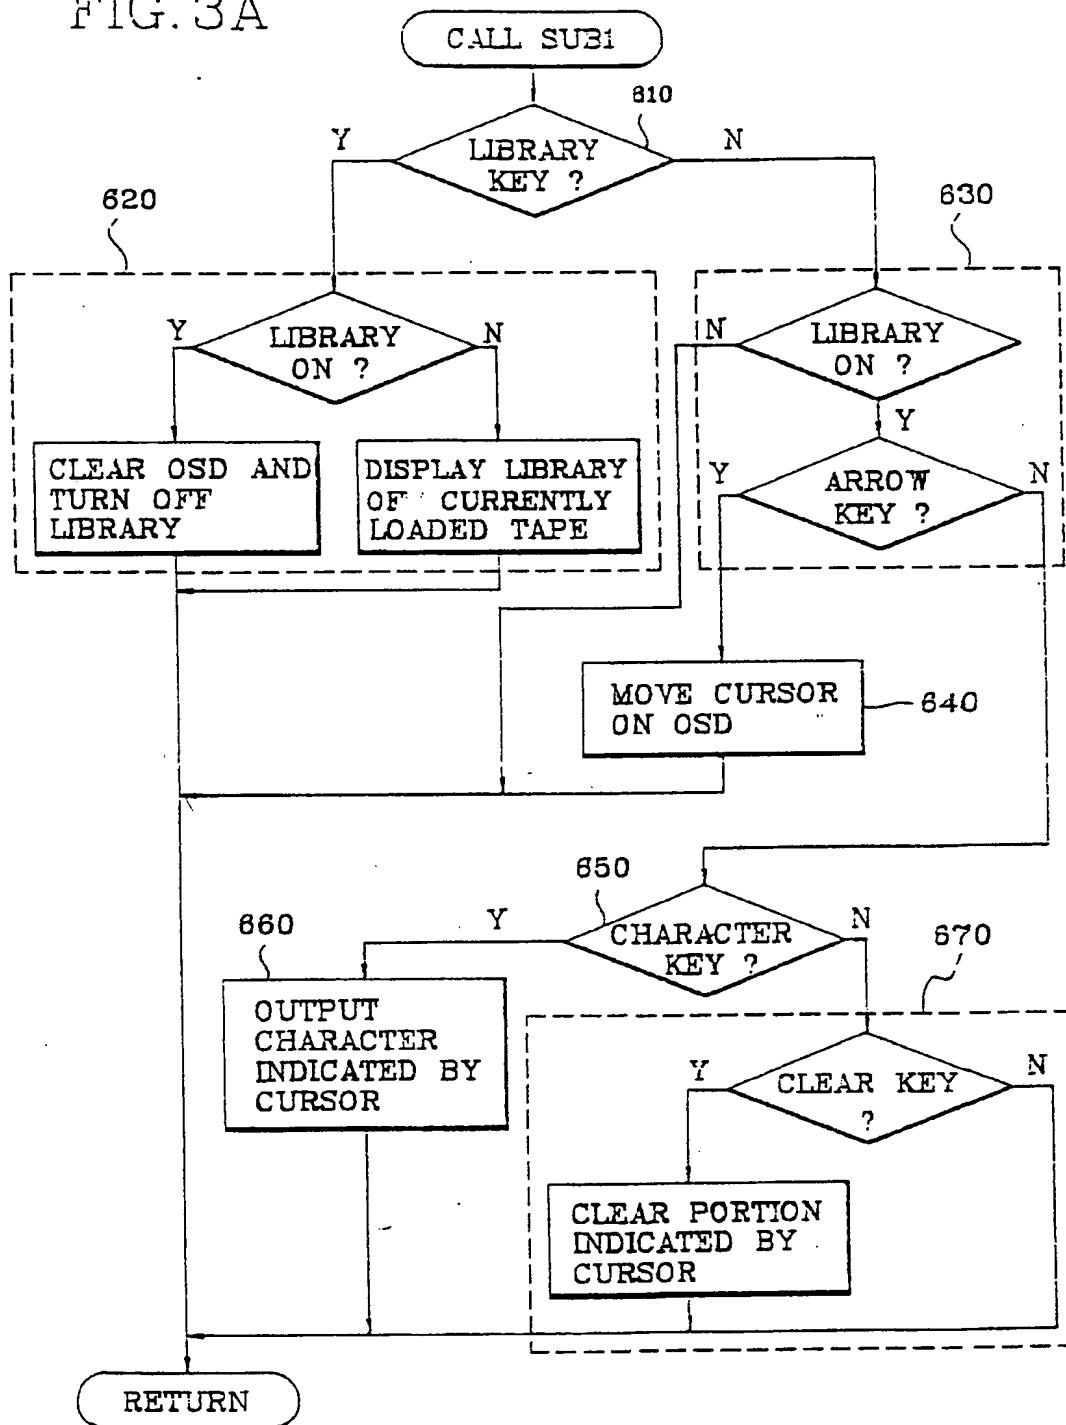 FIG. 3A
CALL SUB1
610
Y
LIBRARY
KEY ?
N
620
630
Y
LIBRARY
ON ?
N
N
LIBRARY
ON ?
Y
CLEAR OSD AND
TURN OFF
LIBRARY
DISPLAY LIBRARY
OF CURRENTLY
LOADED TAPE
Y
ARROW
KEY ?
N
MOVE CURSOR
ON OSD
640
650
660
Y
CHARACTER
KEY ?
N
670
OUTPUT
CHARACTER
INDICATED BY
CURSOR
Y
CLEAR KEY
?
N
CLEAR PORTION
INDICATED BY
CURSOR
RETURN